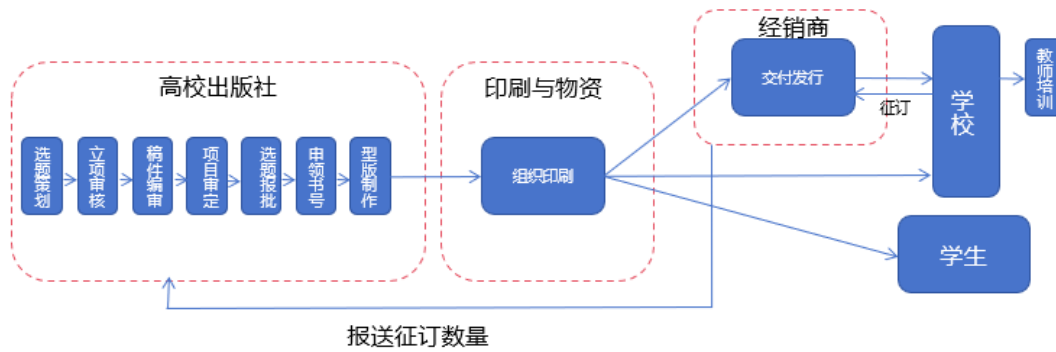 经销商
交付发行
高校出版社
印刷与物资
选题策划
立项审核
稿件编审
项目审定
选题报批
申领书号
型版制作
组织印刷
征订
学校
教师培训
学生
报送征订数量